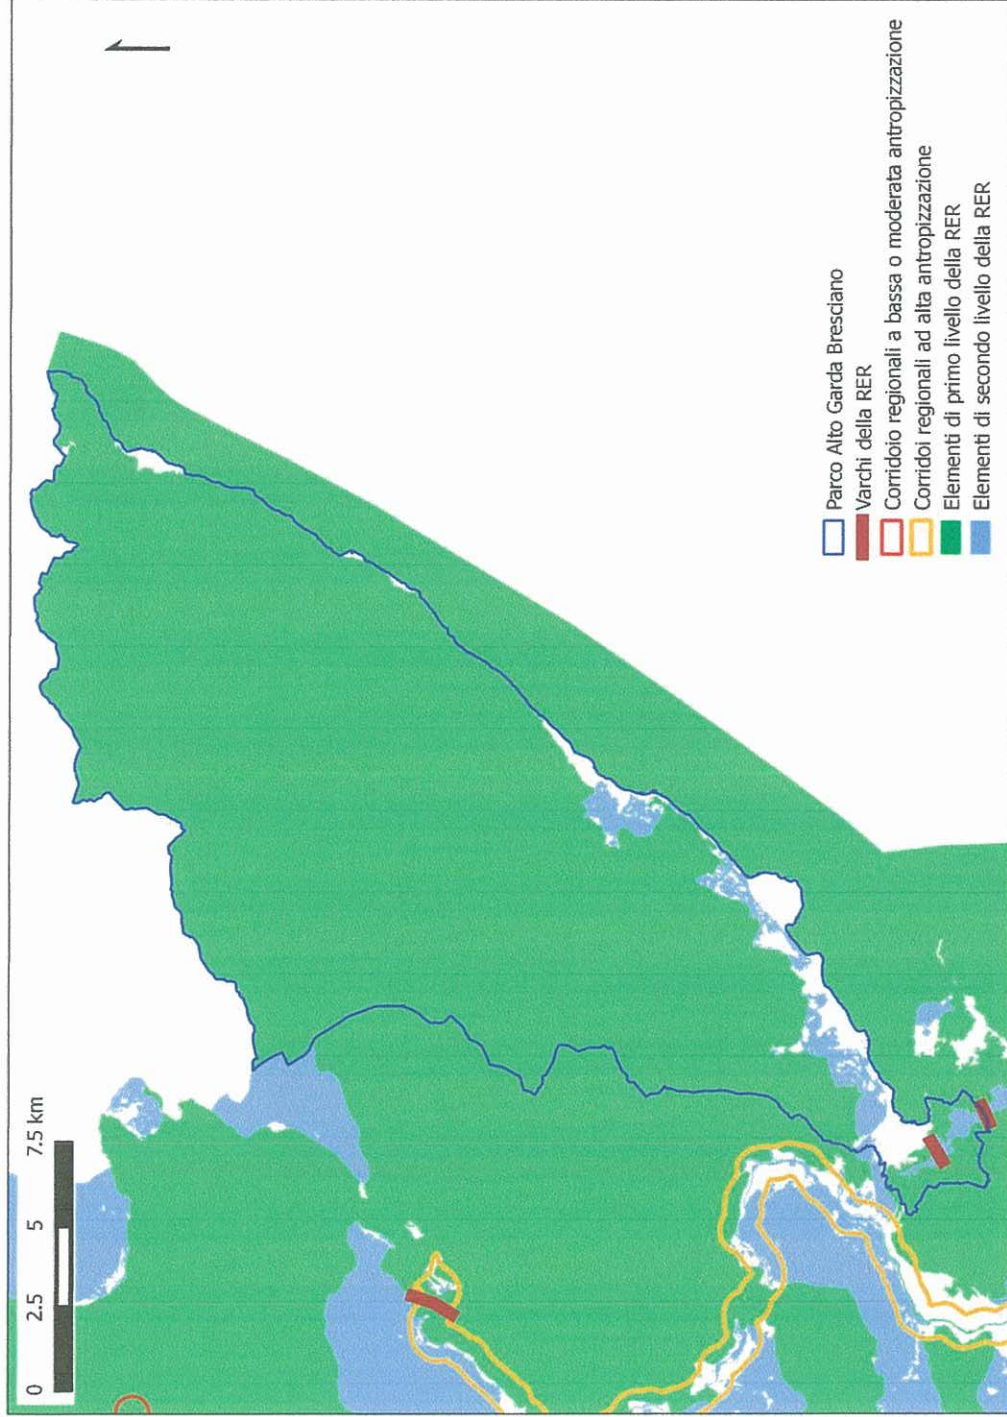 0 2.5 5 7.5 km
Parco Alto Garda Bresciano
Varchi della RER
Corridoio regionali a bassa o moderata antropizzazione
Corridoi regionali ad alta antropizzazione
Elementi di primo livello della RER
Elementi di secondo livello della RER